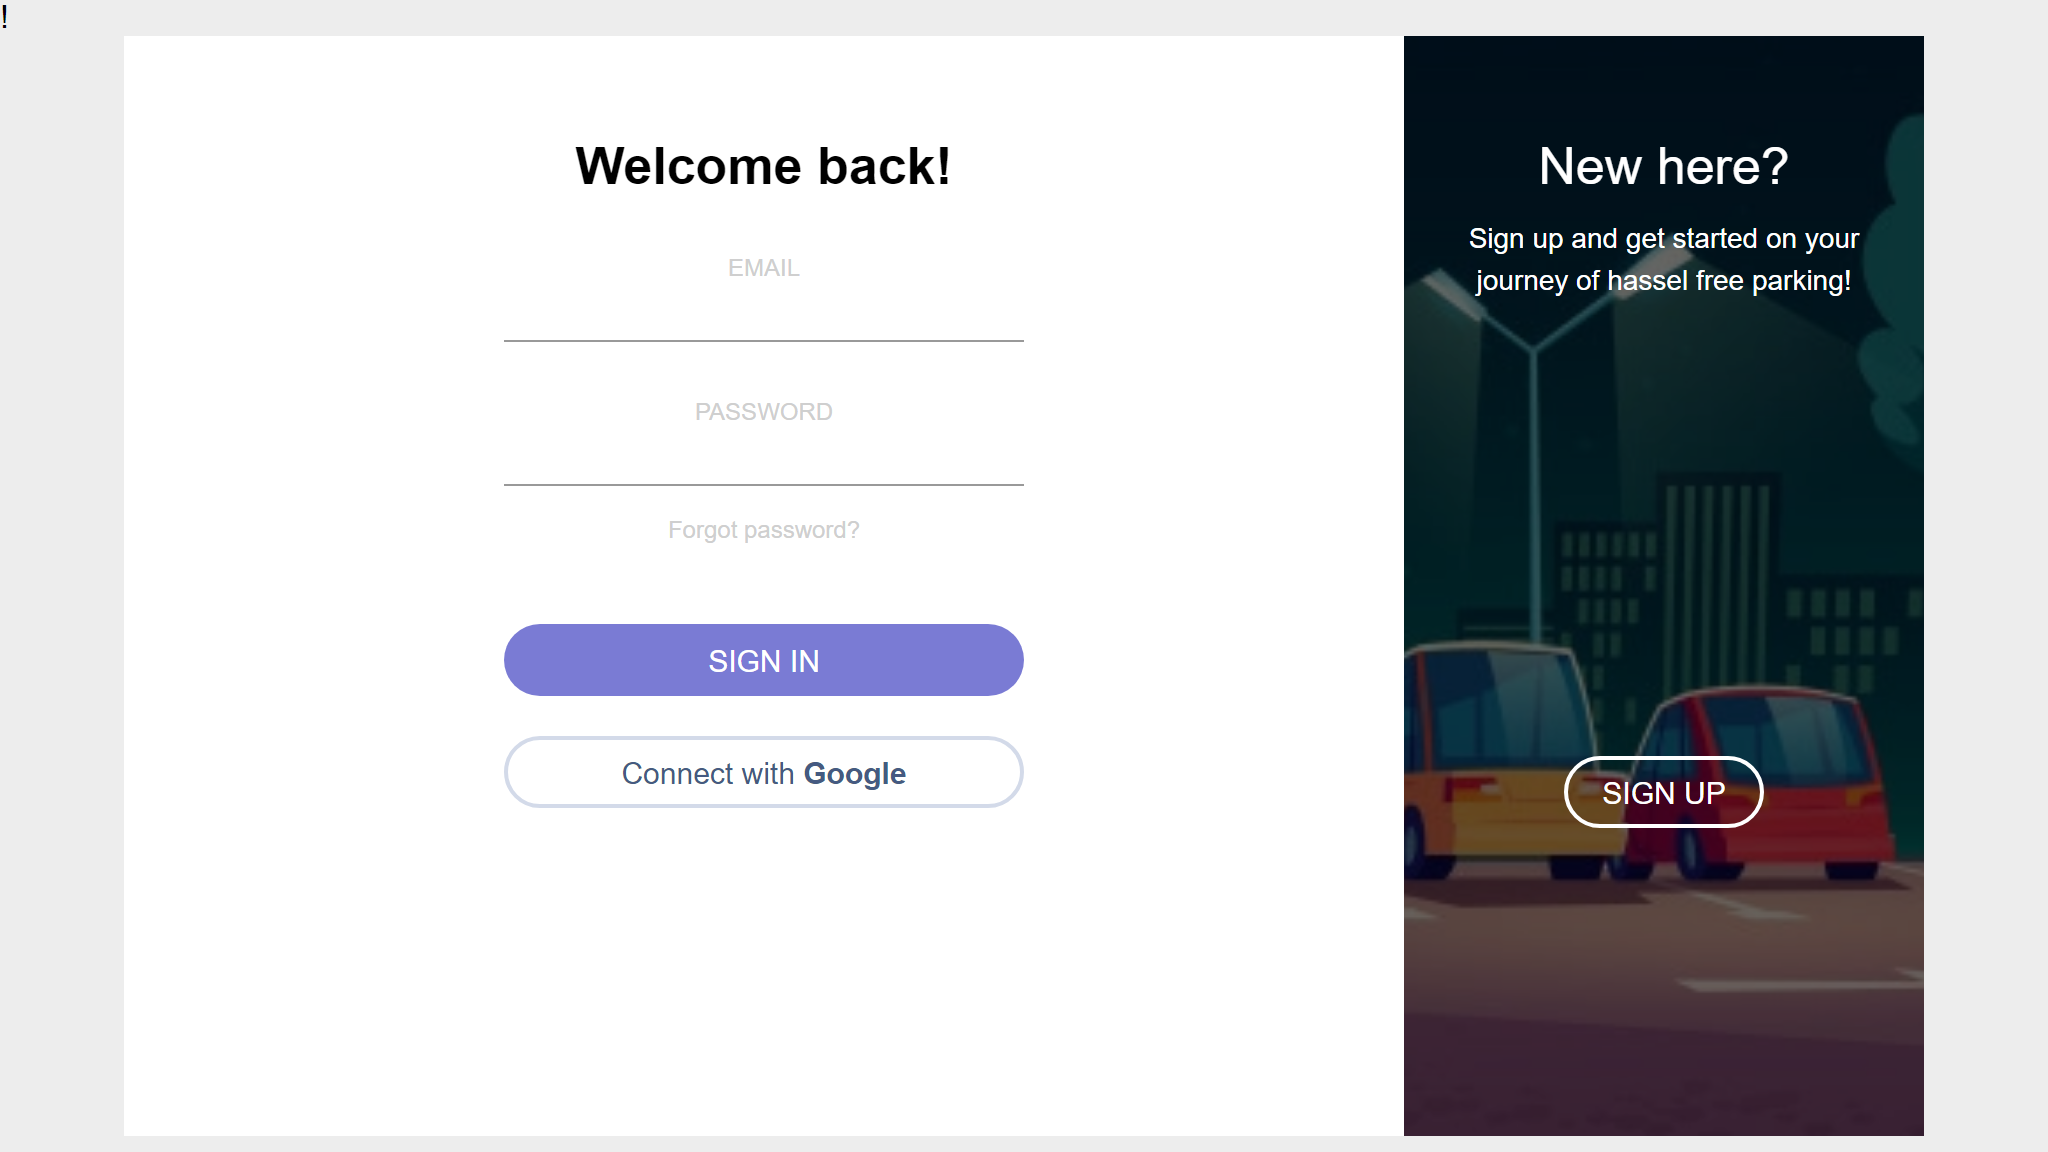 !
Welcome back!
EMAIL
PASSWORD
Forgot password?
SIGN IN
Connect with Google
New here?
Sign up and get started on your
journey of hassel free parking!
SIGN UP